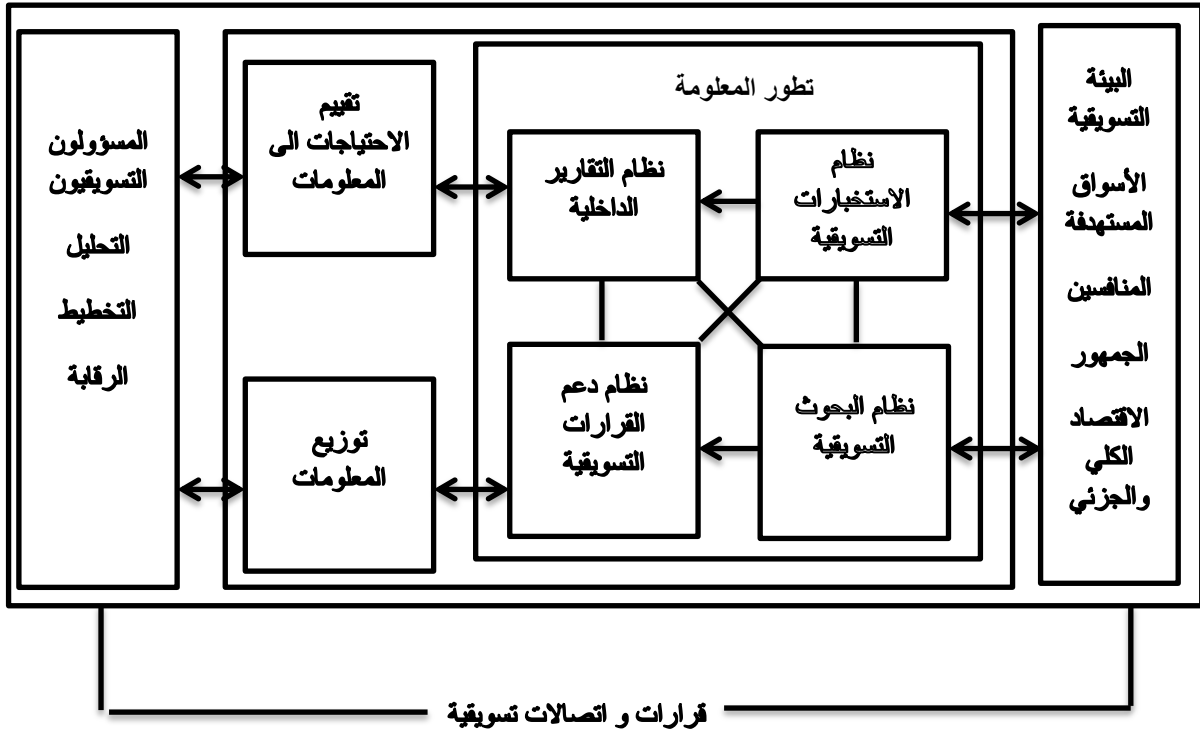 البيئة
التسويقية
الأسواق
المستهدفة
المنافسين
الجمهور
الاقتصاد
الكلي
والجزئي
تطور المعلومة
نظام
الاستخبارات
التسويقية
نظام التقارير
الداخلية
نظام البحوث
التسويقية
نظام دعم
القرارات
التسويقية
تقييم
الاحتياجات الى
المعلومات
توزيع
المعلومات
المسؤولون
التسويقيون
التحليل
التخطيط
الرقابة
قرارات و اتصالات تسويقية